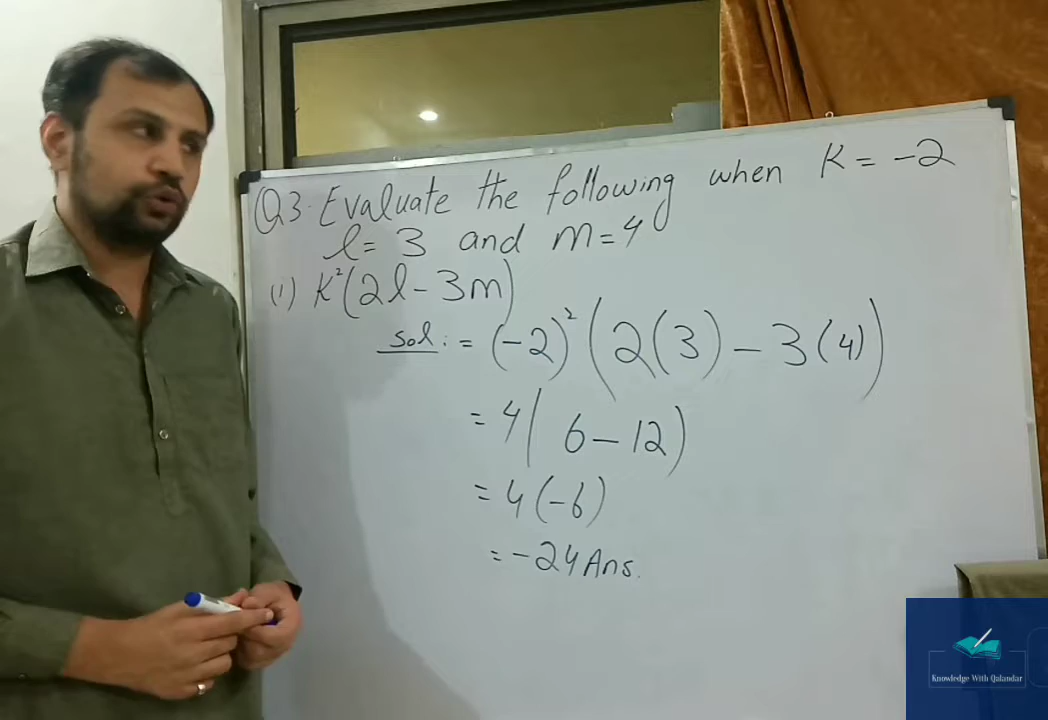 Q3. Evaluate the following when K = -2
l = 3 and m = 4
(i) K²(2l - 3m)
sol: = (-2)² (2(3) - 3(4))
= 4( 6 - 12)
= 4(-6)
= -24 Ans.
Knowledge With Qalandar